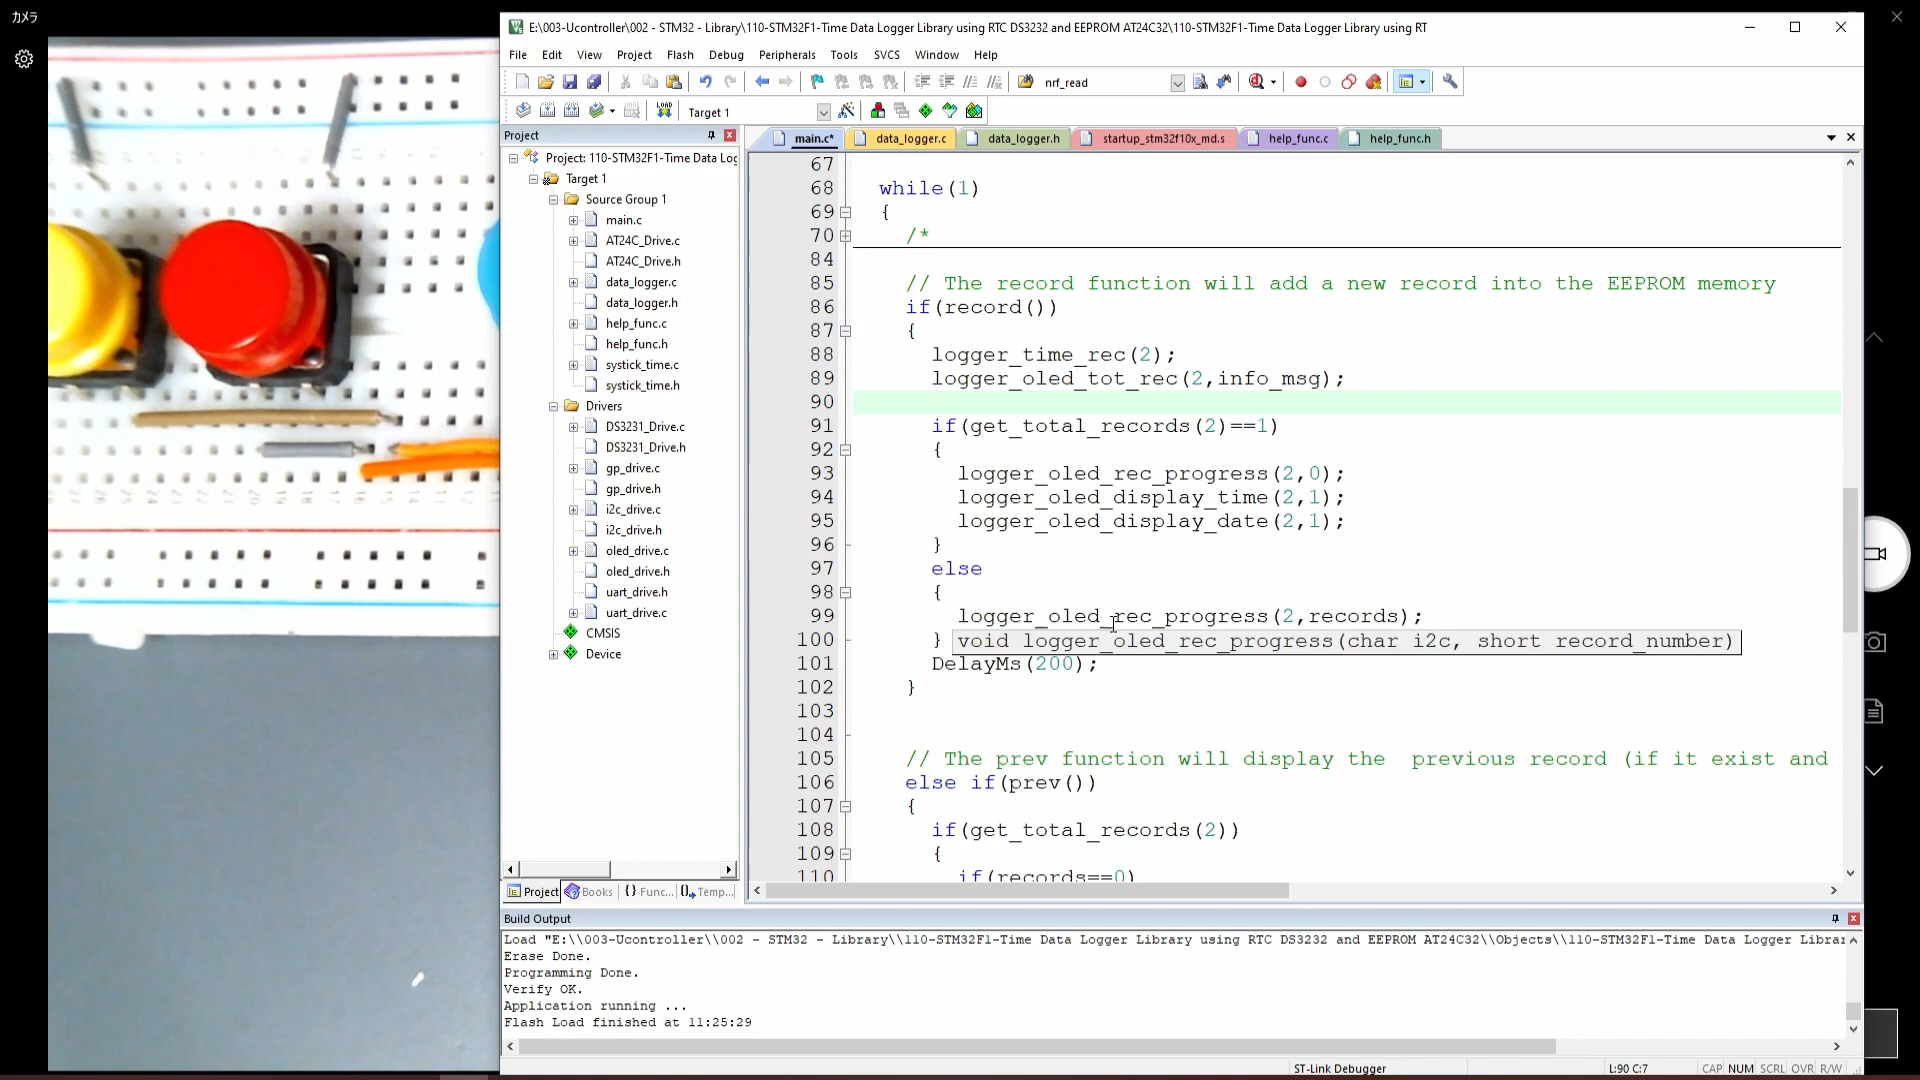 カメラ
E:\003-Ucontroller\002 - STM32 - Library\110-STM32F1-Time Data Logger Library using RTC DS3232 and EEPROM AT24C32\110-STM32F1-Time Data Logger Library using RT
File Edit View Project Flash Debug Peripherals Tools SVCS Window Help
nrf_read
LOAD
Target 1
Project
main.c* data_logger.c data_logger.h startup_stm32f10x_md.s help_func.c help_func.h
Project: 110-STM32F1-Time Data Log
Target 1
Source Group 1
main.c
AT24C_Drive.c
AT24C_Drive.h
data_logger.c
data_logger.h
help_func.c
help_func.h
systick_time.c
systick_time.h
Drivers
DS3231_Drive.c
DS3231_Drive.h
gp_drive.c
gp_drive.h
i2c_drive.c
i2c_drive.h
oled_drive.c
oled_drive.h
uart_drive.h
uart_drive.c
CMSIS
Device
Project Books {} Func... Temp...
67
68 while(1)
69 {
70 /*
84
85 // The record function will add a new record into the EEPROM memory
86 if(record())
87 {
88 logger_time_rec(2);
89 logger_oled_tot_rec(2,info_msg);
90
91 if(get_total_records(2)==1)
92 {
93 logger_oled_rec_progress(2,0);
94 logger_oled_display_time(2,1);
95 logger_oled_display_date(2,1);
96 }
97 else
98 {
99 logger_oled_rec_progress(2,records);
100 }
void logger_oled_rec_progress(char i2c, short record_number)
101 DelayMs(200);
102 }
103
104
105 // The prev function will display the  previous record (if it exist and
106 else if(prev())
107 {
108 if(get_total_records(2))
109 {
110 if(records==0)
Build Output
Load "E:\\003-Ucontroller\\002 - STM32 - Library\\110-STM32F1-Time Data Logger Library using RTC DS3232 and EEPROM AT24C32\\Objects\\110-STM32F1-Time Data Logger Librar
Erase Done.
Programming Done.
Verify OK.
Application running ...
Flash Load finished at 11:25:29
ST-Link Debugger L:90 C:7 CAP NUM SCRL OVR R/W